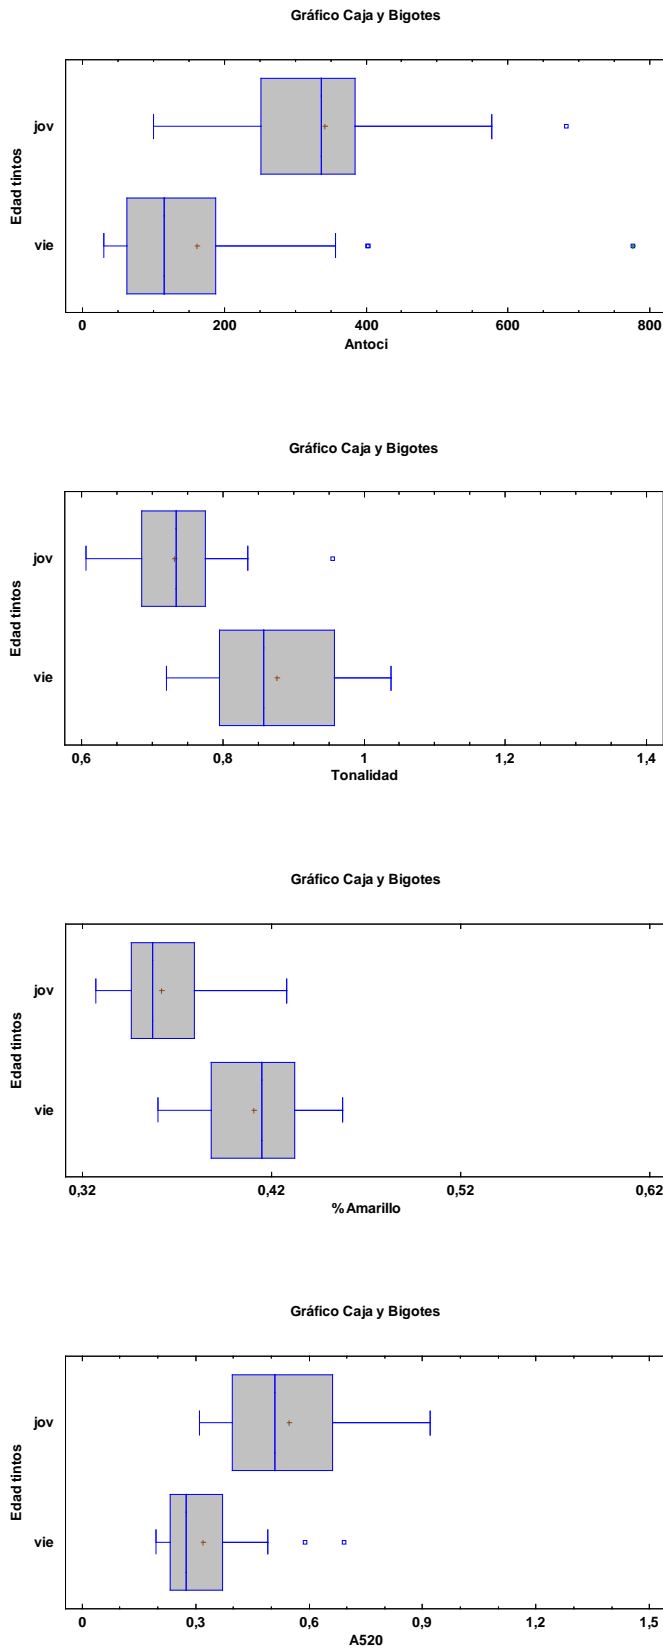 Gráfico Caja y Bigotes
jov
Edad tintos
vie
0 200 400 600 800
Antoci
Gráfico Caja y Bigotes
jov
Edad tintos
vie
0,6 0,8 1 1,2 1,4
Tonalidad
Gráfico Caja y Bigotes
jov
Edad tintos
vie
0,32 0,42 0,52 0,62
%Amarillo
Gráfico Caja y Bigotes
jov
Edad tintos
vie
0 0,3 0,6 0,9 1,2 1,5
A520